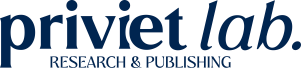 priviet lab.
RESEARCH & PUBLISHING